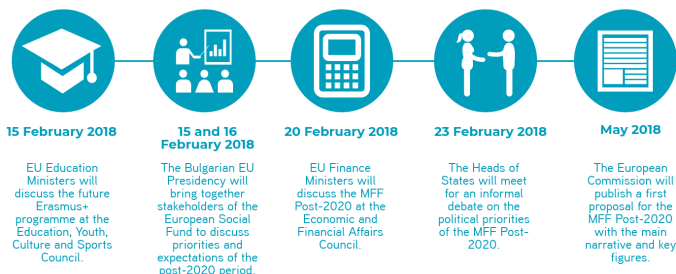 15 February 2018
EU Education
Ministers will
discuss the future
Erasmus+
programme at the
Education, Youth,
Culture and Sports
Council.
15 and 16
February 2018
The Bulgarian EU
Presidency will
bring together
stakeholders of the
European Social
Fund to discuss
priorities and
expectations of the
post-2020 period.
20 February 2018
EU Finance
Ministers will
discuss the MFF
Post-2020 at the
Economic and
Financial Affairs
Council.
23 February 2018
The Heads of
States will meet
for an informal
debate on the
political priorities
of the MFF Post-
2020.
May 2018
The European
Commission will
publish a first
proposal for the
MFF Post-2020
with the main
narrative and key
figures.